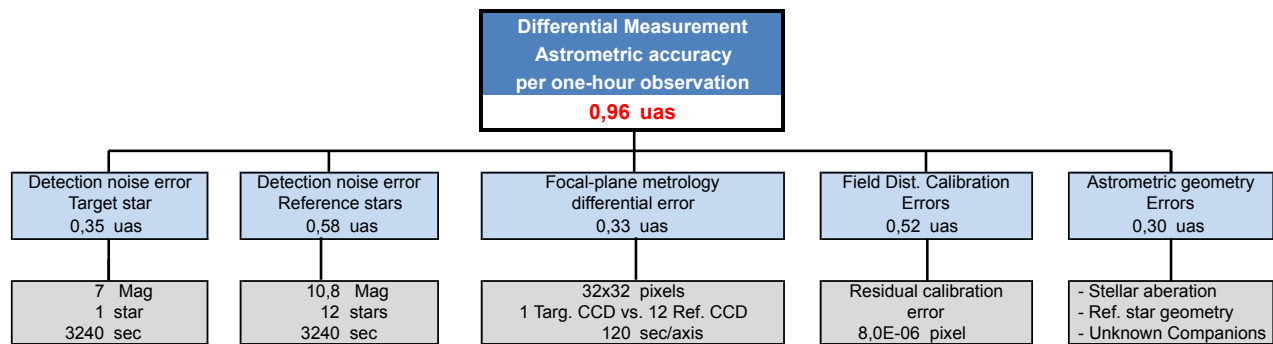 Differential Measurement
Astrometric accuracy
per one-hour observation
0,96 uas
Detection noise error
Target star
0,35 uas
Detection noise error
Reference stars
0,58 uas
Focal-plane metrology
differential error
0,33 uas
Field Dist. Calibration
Errors
0,52 uas
Astrometric geometry
Errors
0,30 uas
7 Mag
1 star
3240 sec
10,8 Mag
12 stars
3240 sec
32x32 pixels
1 Targ. CCD vs. 12 Ref. CCD
120 sec/axis
Residual calibration
error
8,0E-06 pixel
- Stellar aberration
- Ref. star geometry
- Unknown Companions